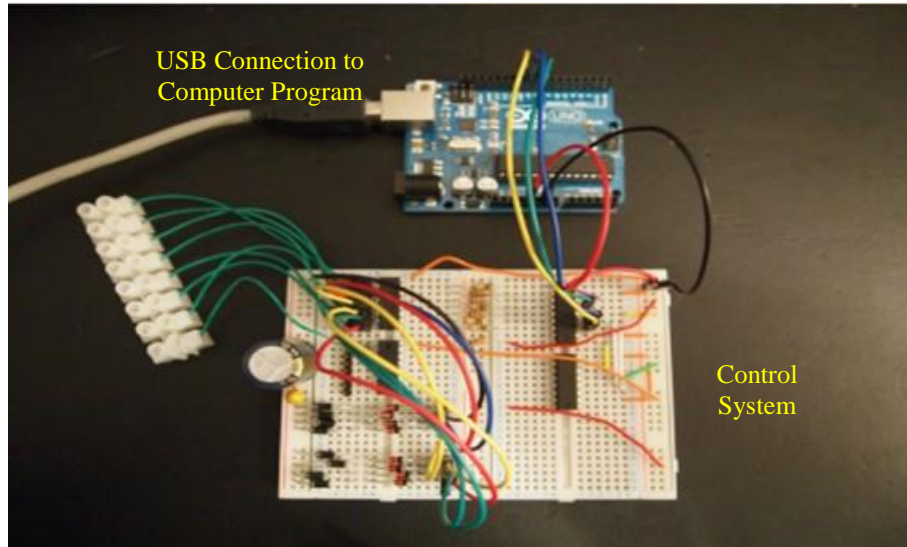 USB Connection to
Computer Program
UNO
Control
System